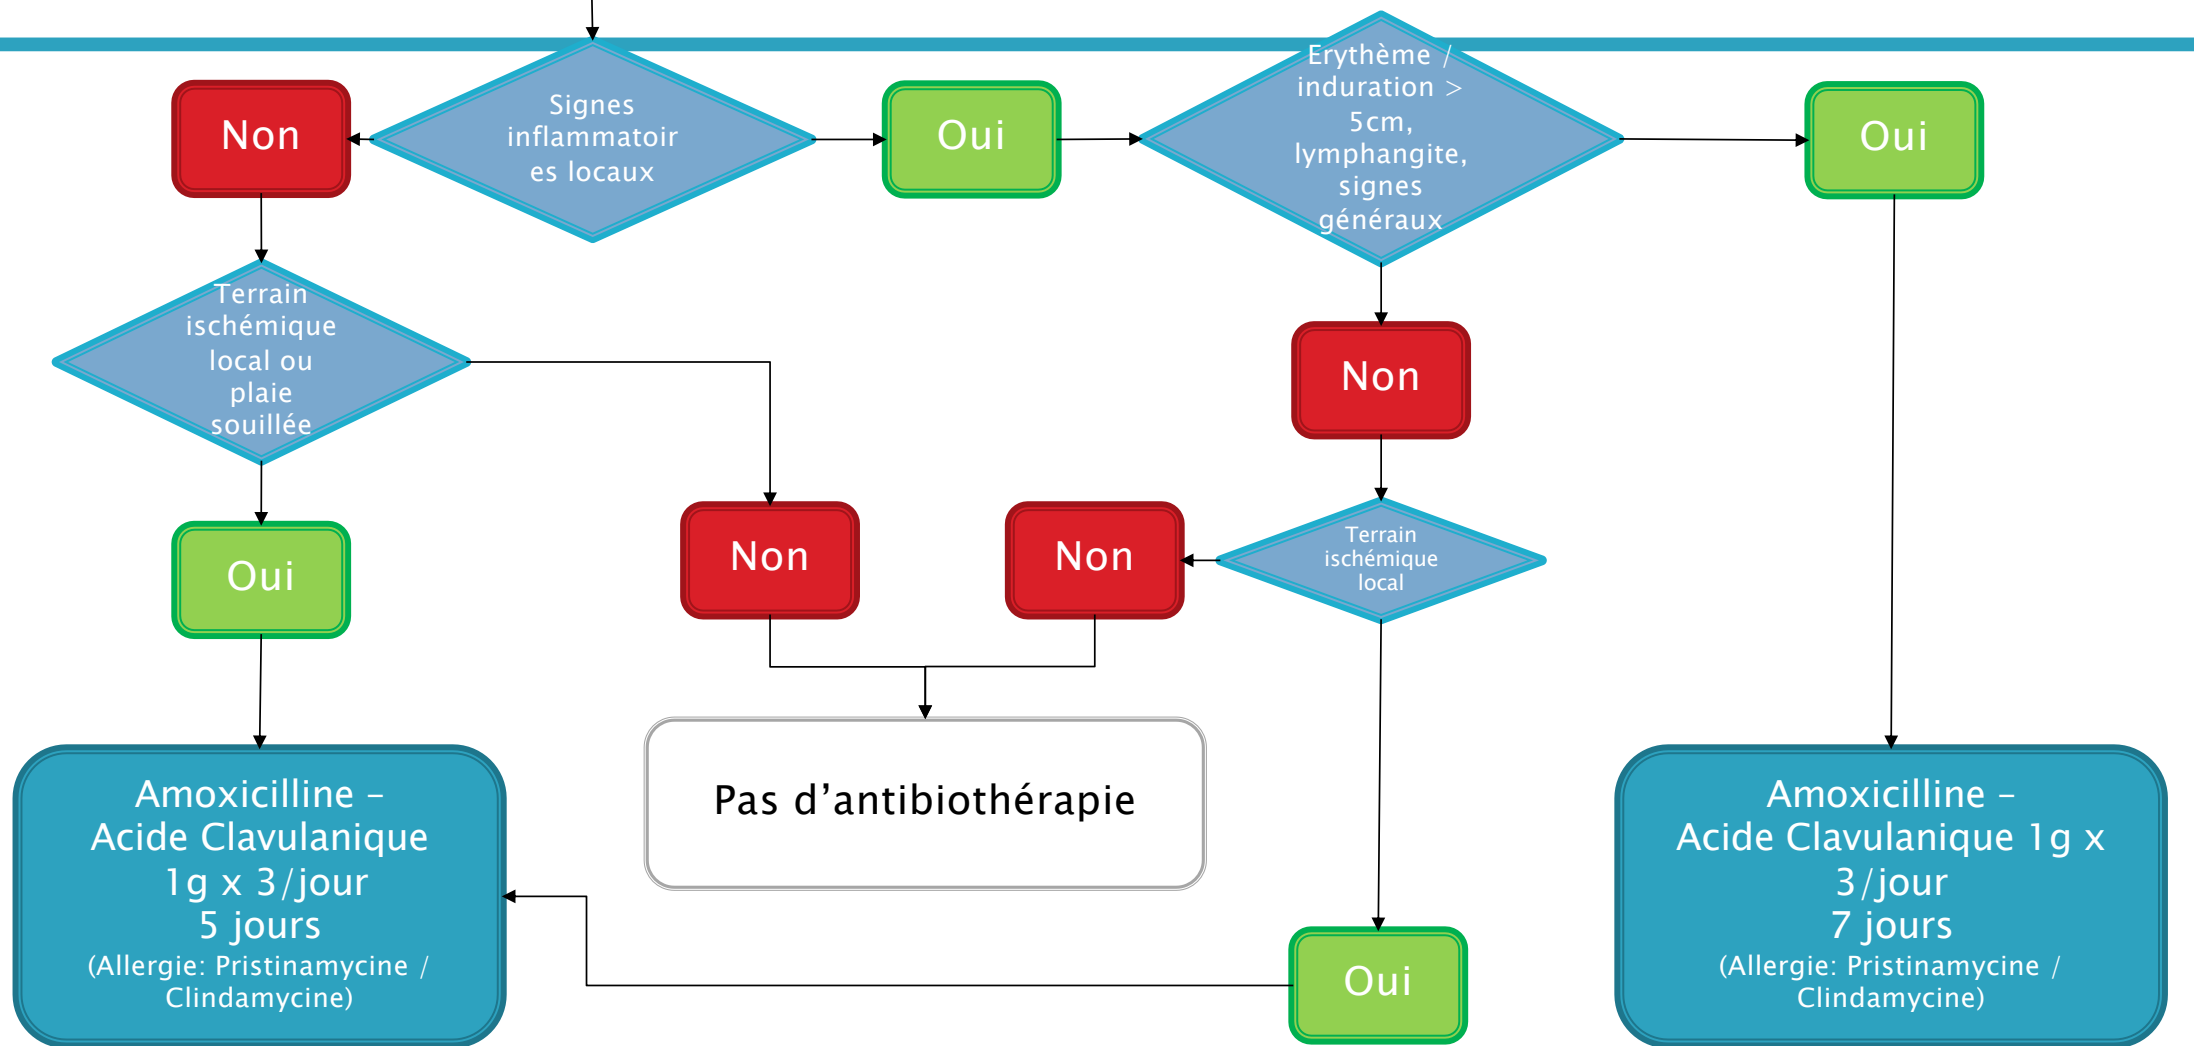 Non
Signes
inflammatoir
es locaux
Oui
Erythème /
induration >
5cm,
lymphangite,
signes
généraux
Oui
Terrain
ischémique
local ou
plaie
souillée
Non
Oui
Non
Non
Terrain
ischémique
local
Amoxicilline –
Acide Clavulanique
1g x 3/jour
5 jours
(Allergie: Pristinamycine /
Clindamycine)
Pas d’antibiothérapie
Oui
Amoxicilline –
Acide Clavulanique 1g x
3/jour
7 jours
(Allergie: Pristinamycine /
Clindamycine)